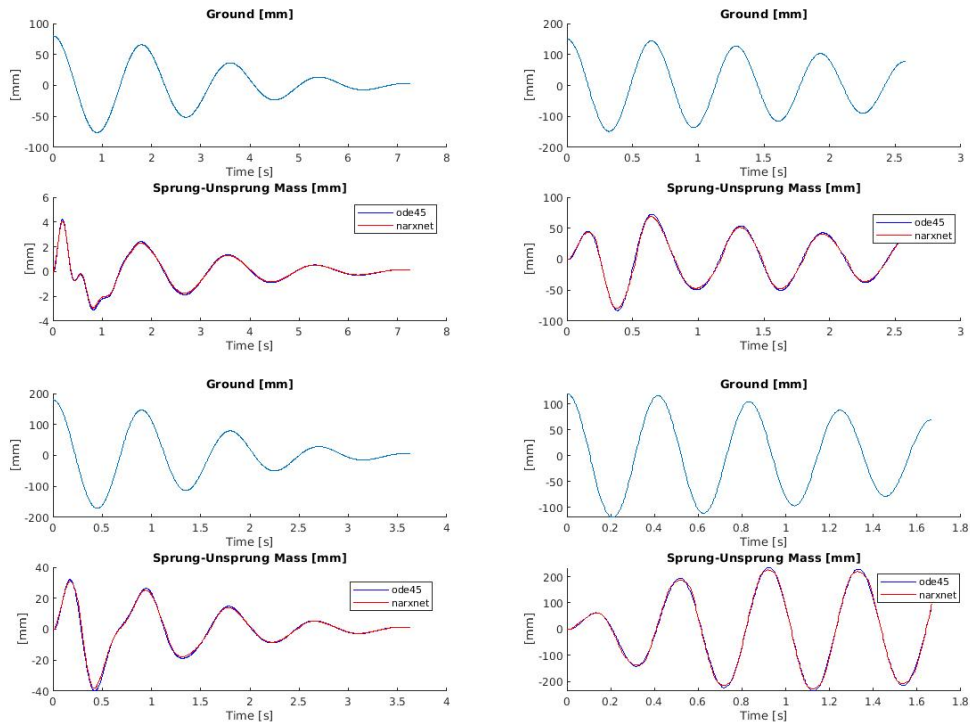 Ground [mm]
100
50
0
-50
-100
[mm]
0 1 2 3 4 5 6 7 8
Time [s]
Sprung-Unsprung Mass [mm]
6
4
2
0
-2
-4
[mm]
ode45
narxnet
0 1 2 3 4 5 6 7 8
Time [s]
Ground [mm]
200
100
0
-100
-200
[mm]
0 0.5 1 1.5 2 2.5 3
Time [s]
Sprung-Unsprung Mass [mm]
100
50
0
-50
-100
[mm]
ode45
narxnet
0 0.5 1 1.5 2 2.5 3
Time [s]
Ground [mm]
200
100
0
-100
-200
[mm]
0 0.5 1 1.5 2 2.5 3 3.5 4
Time [s]
Sprung-Unsprung Mass [mm]
40
20
0
-20
-40
[mm]
ode45
narxnet
0 0.5 1 1.5 2 2.5 3 3.5 4
Time [s]
Ground [mm]
100
50
0
-50
-100
[mm]
0 0.2 0.4 0.6 0.8 1 1.2 1.4 1.6 1.8
Time [s]
Sprung-Unsprung Mass [mm]
200
100
0
-100
-200
[mm]
ode45
narxnet
0 0.2 0.4 0.6 0.8 1 1.2 1.4 1.6 1.8
Time [s]